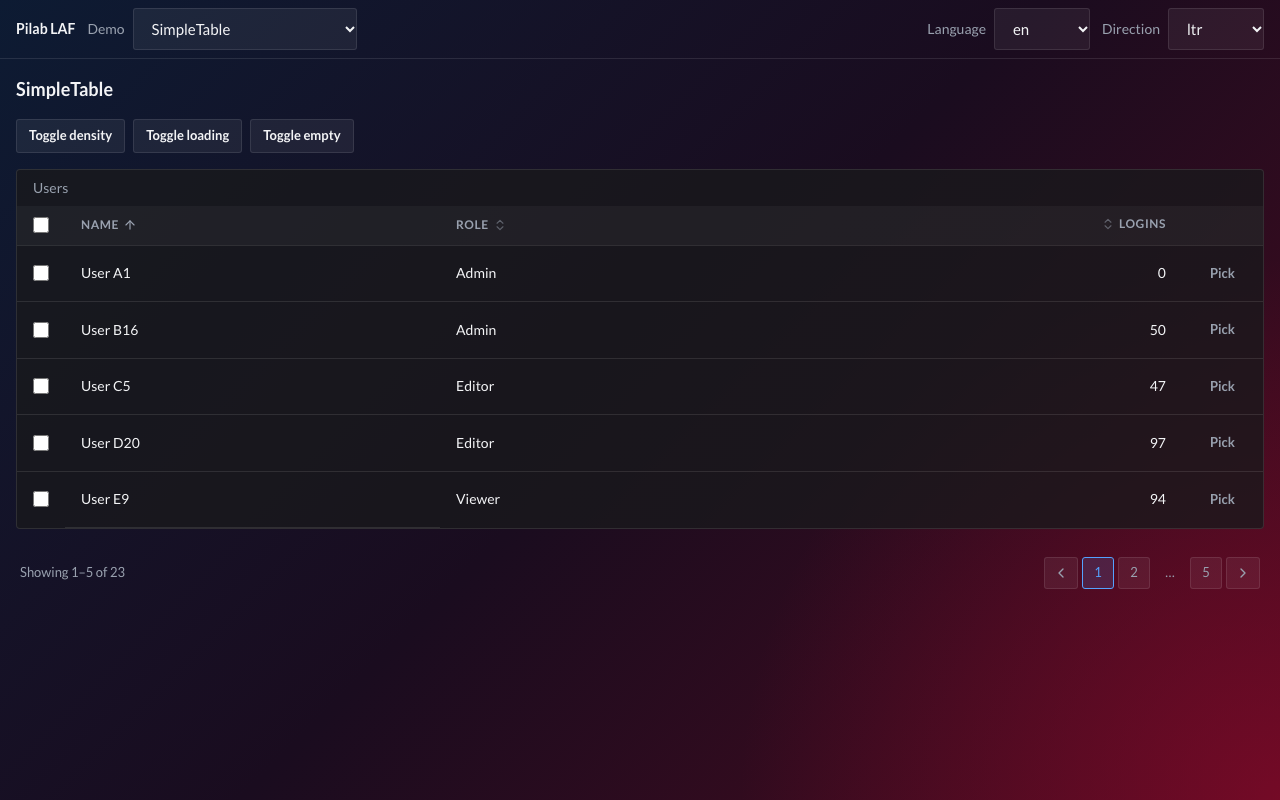 Pilab LAF Demo SimpleTable Language en Direction ltr
SimpleTable
Toggle density Toggle loading Toggle empty
Users
NAME ROLE LOGINS
User A1 Admin 0 Pick
User B16 Admin 50 Pick
User C5 Editor 47 Pick
User D20 Editor 97 Pick
User E9 Viewer 94 Pick
Showing 1–5 of 23 1 2 … 5